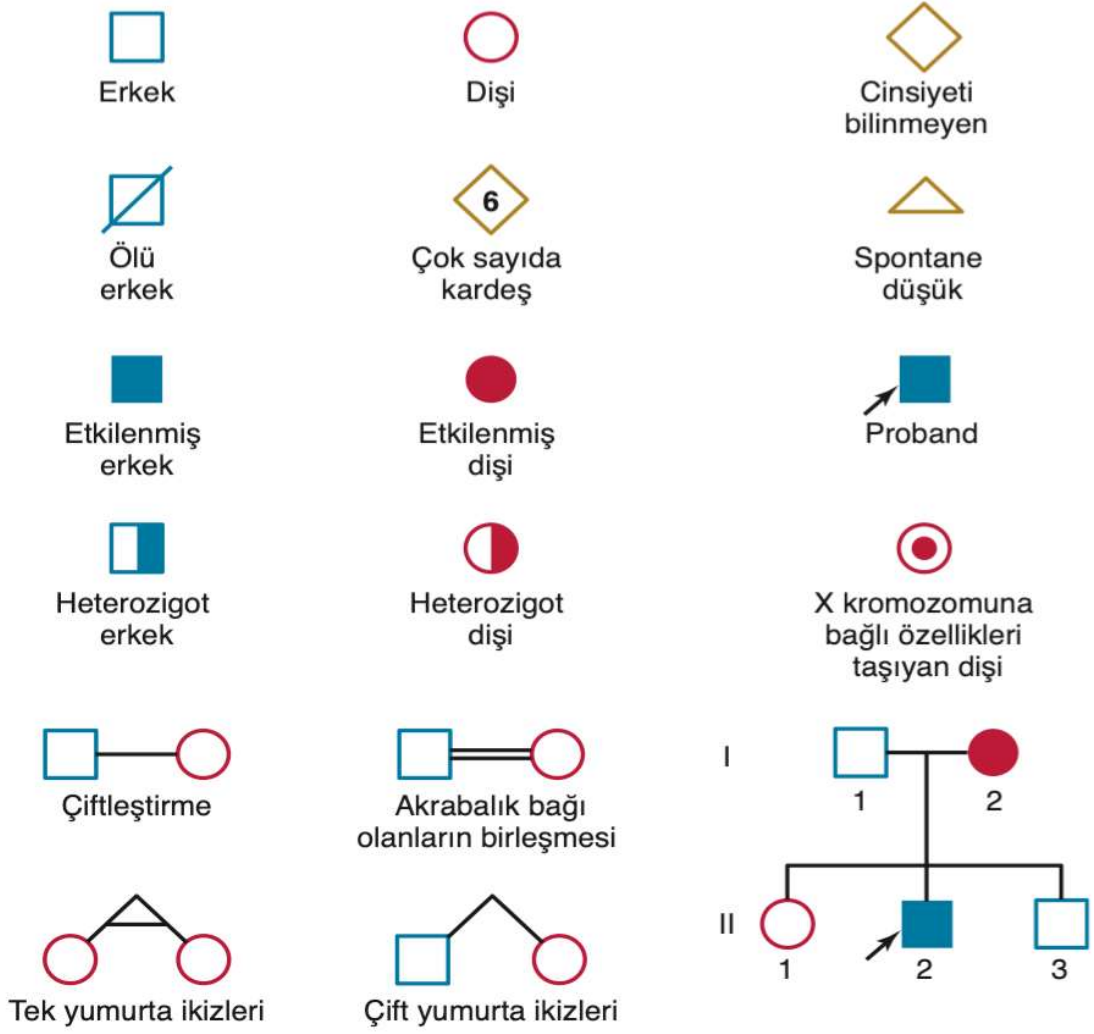 Erkek
Dişi
Cinsiyeti
bilinmeyen
Ölü
erkek
6
Çok sayıda
kardeş
Spontane
düşük
Etkilenmiş
erkek
Etkilenmiş
dişi
Proband
Heterozigot
erkek
Heterozigot
dişi
X kromozomuna
bağlı özellikleri
taşıyan dişi
Çiftleştirme
Akrabalık bağı
olanların birleşmesi
I
1 2
II
1 2 3
Tek yumurta ikizleri
Çift yumurta ikizleri